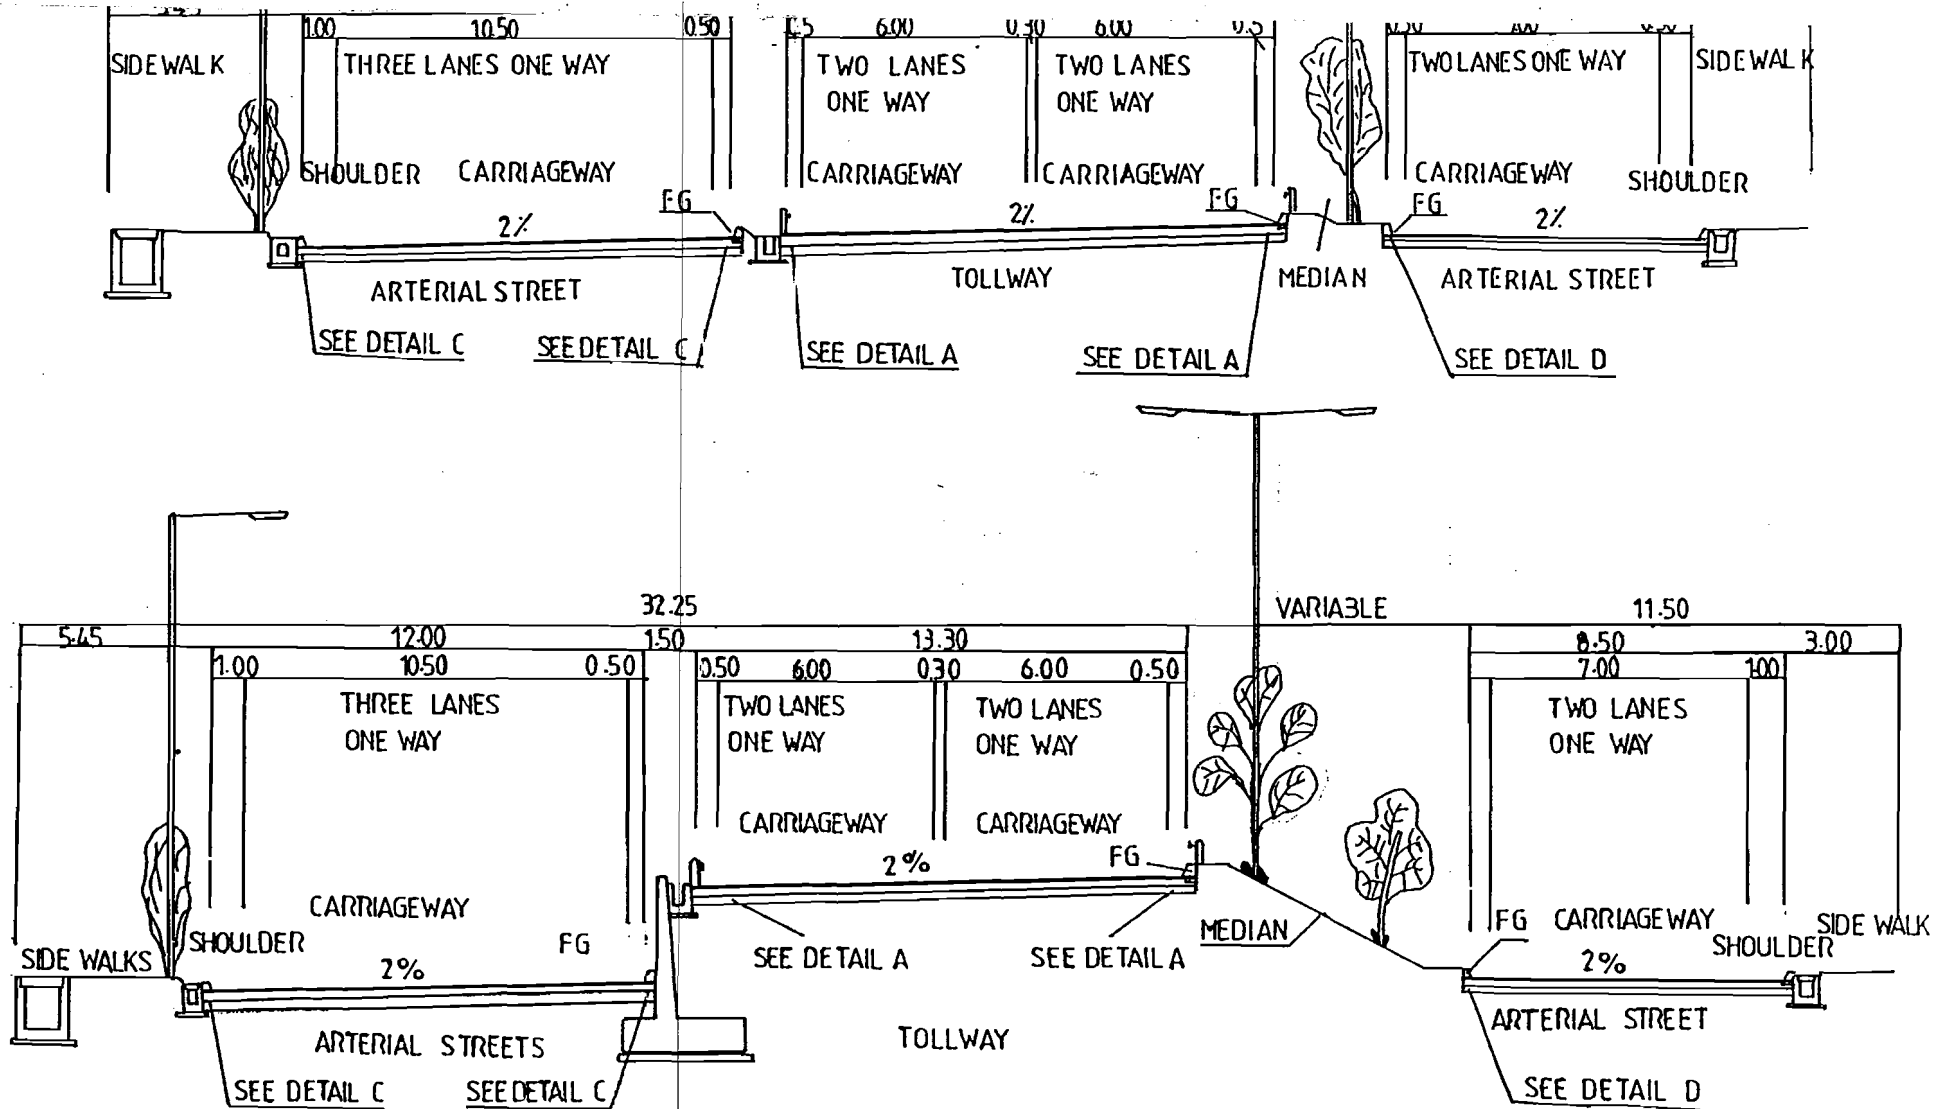 1.00 10.50 0.50 6.00 0.30 6.00
SIDEWALK THREE LANES ONE WAY TWO LANES TWO LANES TWO LANES ONE WAY SIDEWALK
ONE WAY ONE WAY
SHOULDER CARRIAGEWAY CARRIAGEWAY CARRIAGEWAY CARRIAGEWAY SHOULDER
FG FG FG
2% 2% 2%
ARTERIAL STREET TOLLWAY MEDIAN ARTERIAL STREET
SEE DETAIL C SEE DETAIL C SEE DETAIL A SEE DETAIL A SEE DETAIL D
32.25 VARIABLE 11.50
5.45 12.00 1.50 13.30 8.50 3.00
1.00 10.50 0.50 0.50 6.00 0.30 6.00 0.50 7.00 1.00
THREE LANES TWO LANES TWO LANES TWO LANES
ONE WAY ONE WAY ONE WAY ONE WAY
CARRIAGEWAY CARRIAGEWAY
2% FG
CARRIAGEWAY MEDIAN FG CARRIAGEWAY SIDE WALK
SIDE WALKS SHOULDER FG SEE DETAIL A SEE DETAIL A SHOULDER
2% 2%
ARTERIAL STREETS TOLLWAY ARTERIAL STREET
SEE DETAIL C SEE DETAIL C SEE DETAIL D